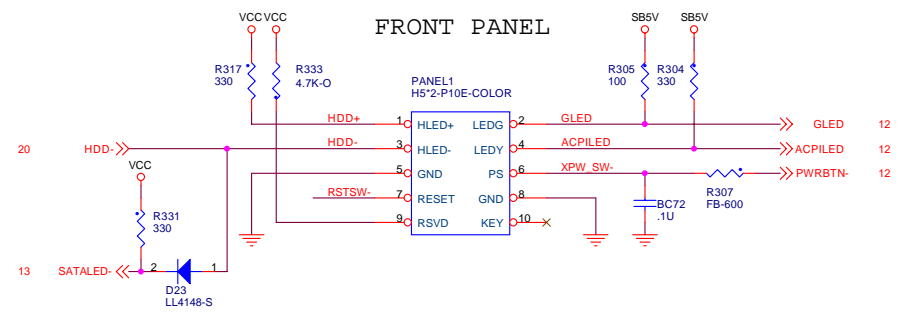 FRONT PANEL
VCC VCC
SB5V SB5V
R317
330
R333
4.7K-O
PANEL1
H5*2-P10E-COLOR
R305
100
R304
330
HDD+ 1 HLED+ LEDG 2 GLED GLED 12
20 HDD- HDD- 3 HLED- LEDY 4 ACPILED ACPILED 12
VCC 5 GND PS 6 XPW_SW- PWRBTN- 12
R307
FB-600
RSTSW- 7 RESET GND 8
BC72
.1U
9 RSVD KEY 10
R331
330
13 SATALED- 2 1
D23
LL4148-S